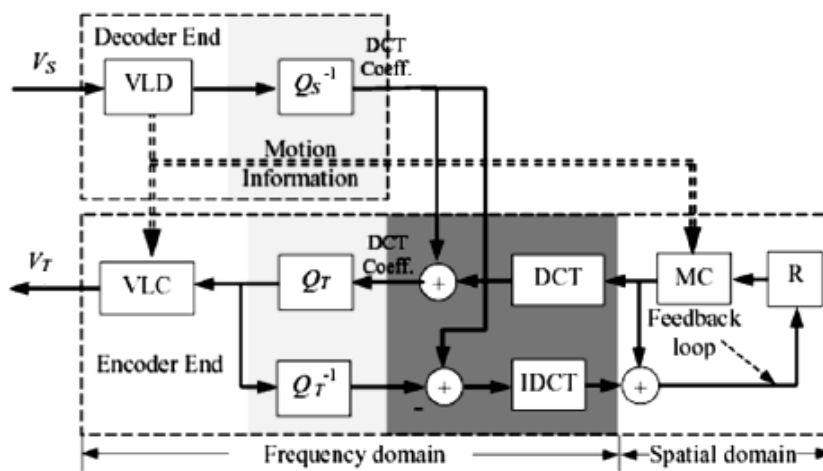 Decoder End
DCT
Coeff.
V_S
VLD
Q_S^-1
Motion
Information
V_T
VLC
Q_T
DCT
Coeff.
+
DCT
MC
R
Feedback
loop
Encoder End
Q_T^-1
-
+
IDCT
+
Frequency domain
Spatial domain